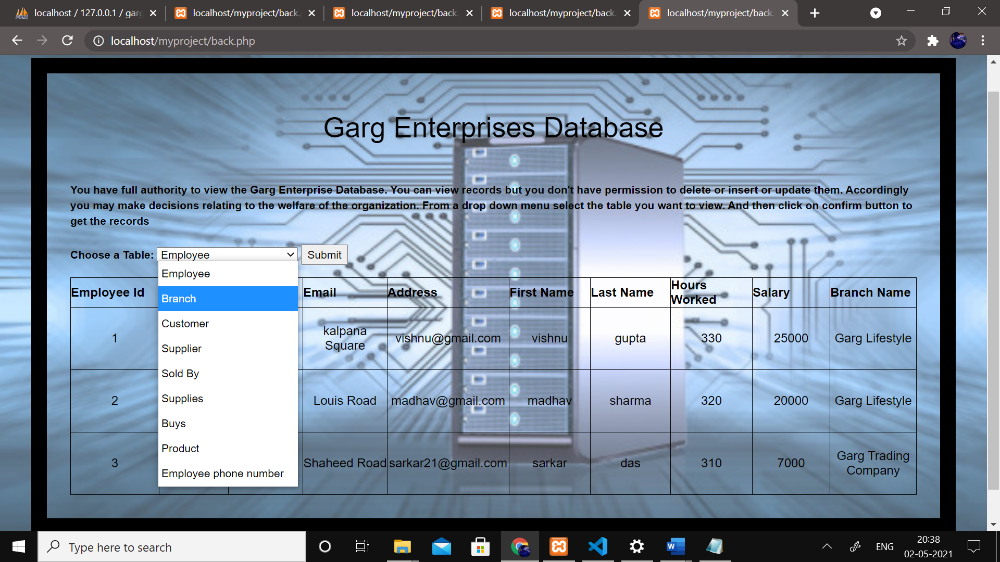 localhost / 127.0.0.1 / garg
localhost/myproject/back.
localhost/myproject/back.
localhost/myproject/back.
localhost/myproject/back.
localhost/myproject/back.php
Garg Enterprises Database
You have full authority to view the Garg Enterprise Database. You can view records but you don't have permission to delete or insert or update them. Accordingly
you may make decisions relating to the welfare of the organization. From a drop down menu select the table you want to view. And then click on confirm button to
get the records
Choose a Table: Employee Submit
Employee
Branch
Customer
Supplier
Sold By
Supplies
Buys
Product
Employee phone number
Employee Id Email Address First Name Last Name Hours Worked Salary Branch Name
1 kalpana Square vishnu@gmail.com vishnu gupta 330 25000 Garg Lifestyle
2 Louis Road madhav@gmail.com madhav sharma 320 20000 Garg Lifestyle
3 Shaheed Road sarkar21@gmail.com sarkar das 310 7000 Garg Trading Company
Type here to search
ENG
20:38
02-05-2021